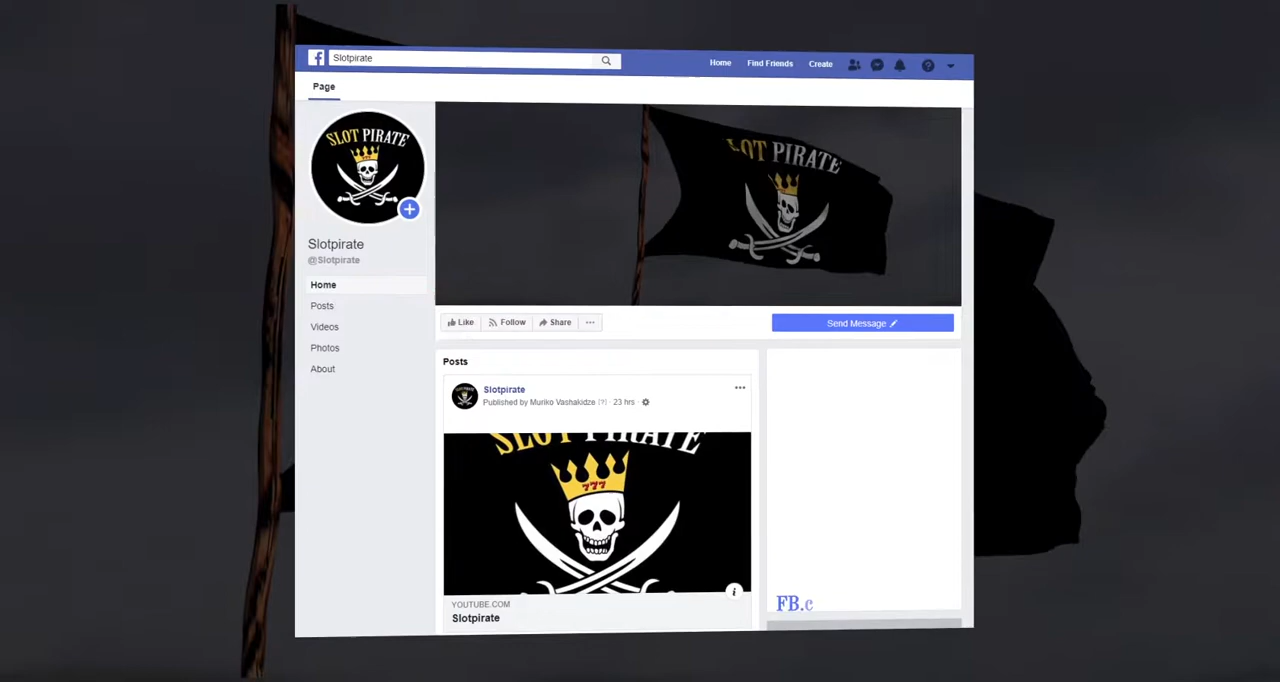 Slotpirate
Home
Find Friends
Create
Page
SLOT PIRATE
Slotpirate
@Slotpirate
Home
Posts
Videos
Photos
About
SLOT PIRATE
Like
Follow
Share
Send Message
Posts
Slotpirate
Published by Muriko Vashakidze [?] · 23 hrs ·
SLOT PIRATE
777
YOUTUBE.COM
Slotpirate
FB.c